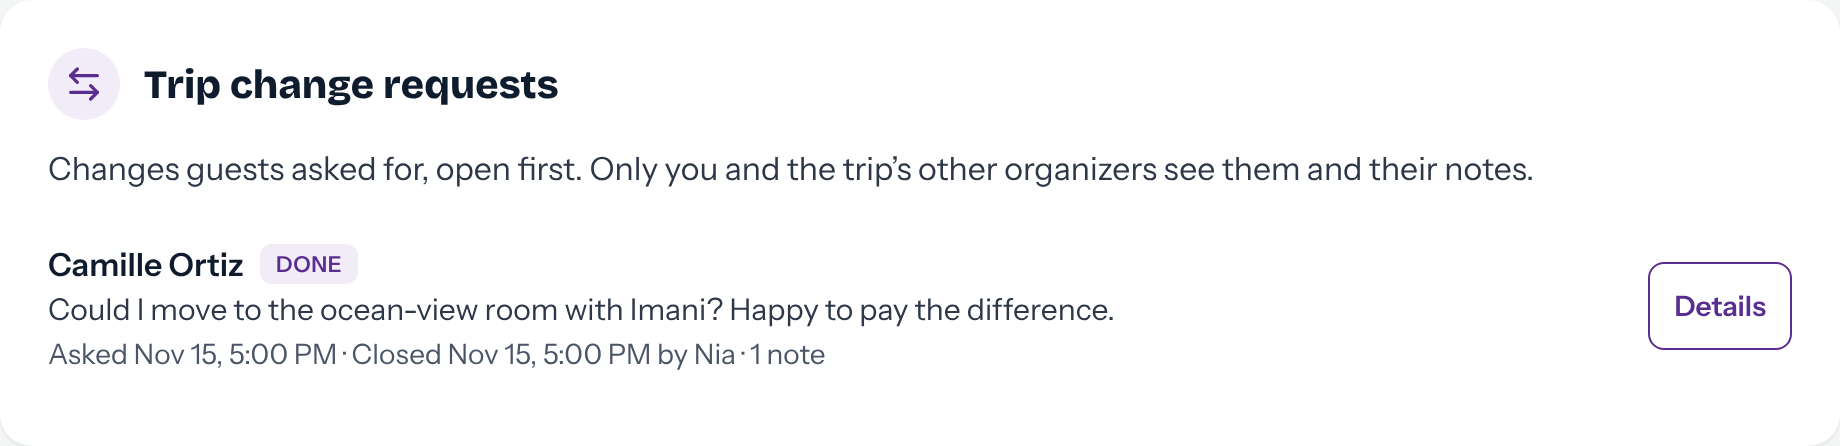 Trip change requests
Changes guests asked for, open first. Only you and the trip’s other organizers see them and their notes.
Camille Ortiz DONE
Could I move to the ocean-view room with Imani? Happy to pay the difference.
Asked Nov 15, 5:00 PM · Closed Nov 15, 5:00 PM by Nia · 1 note
Details